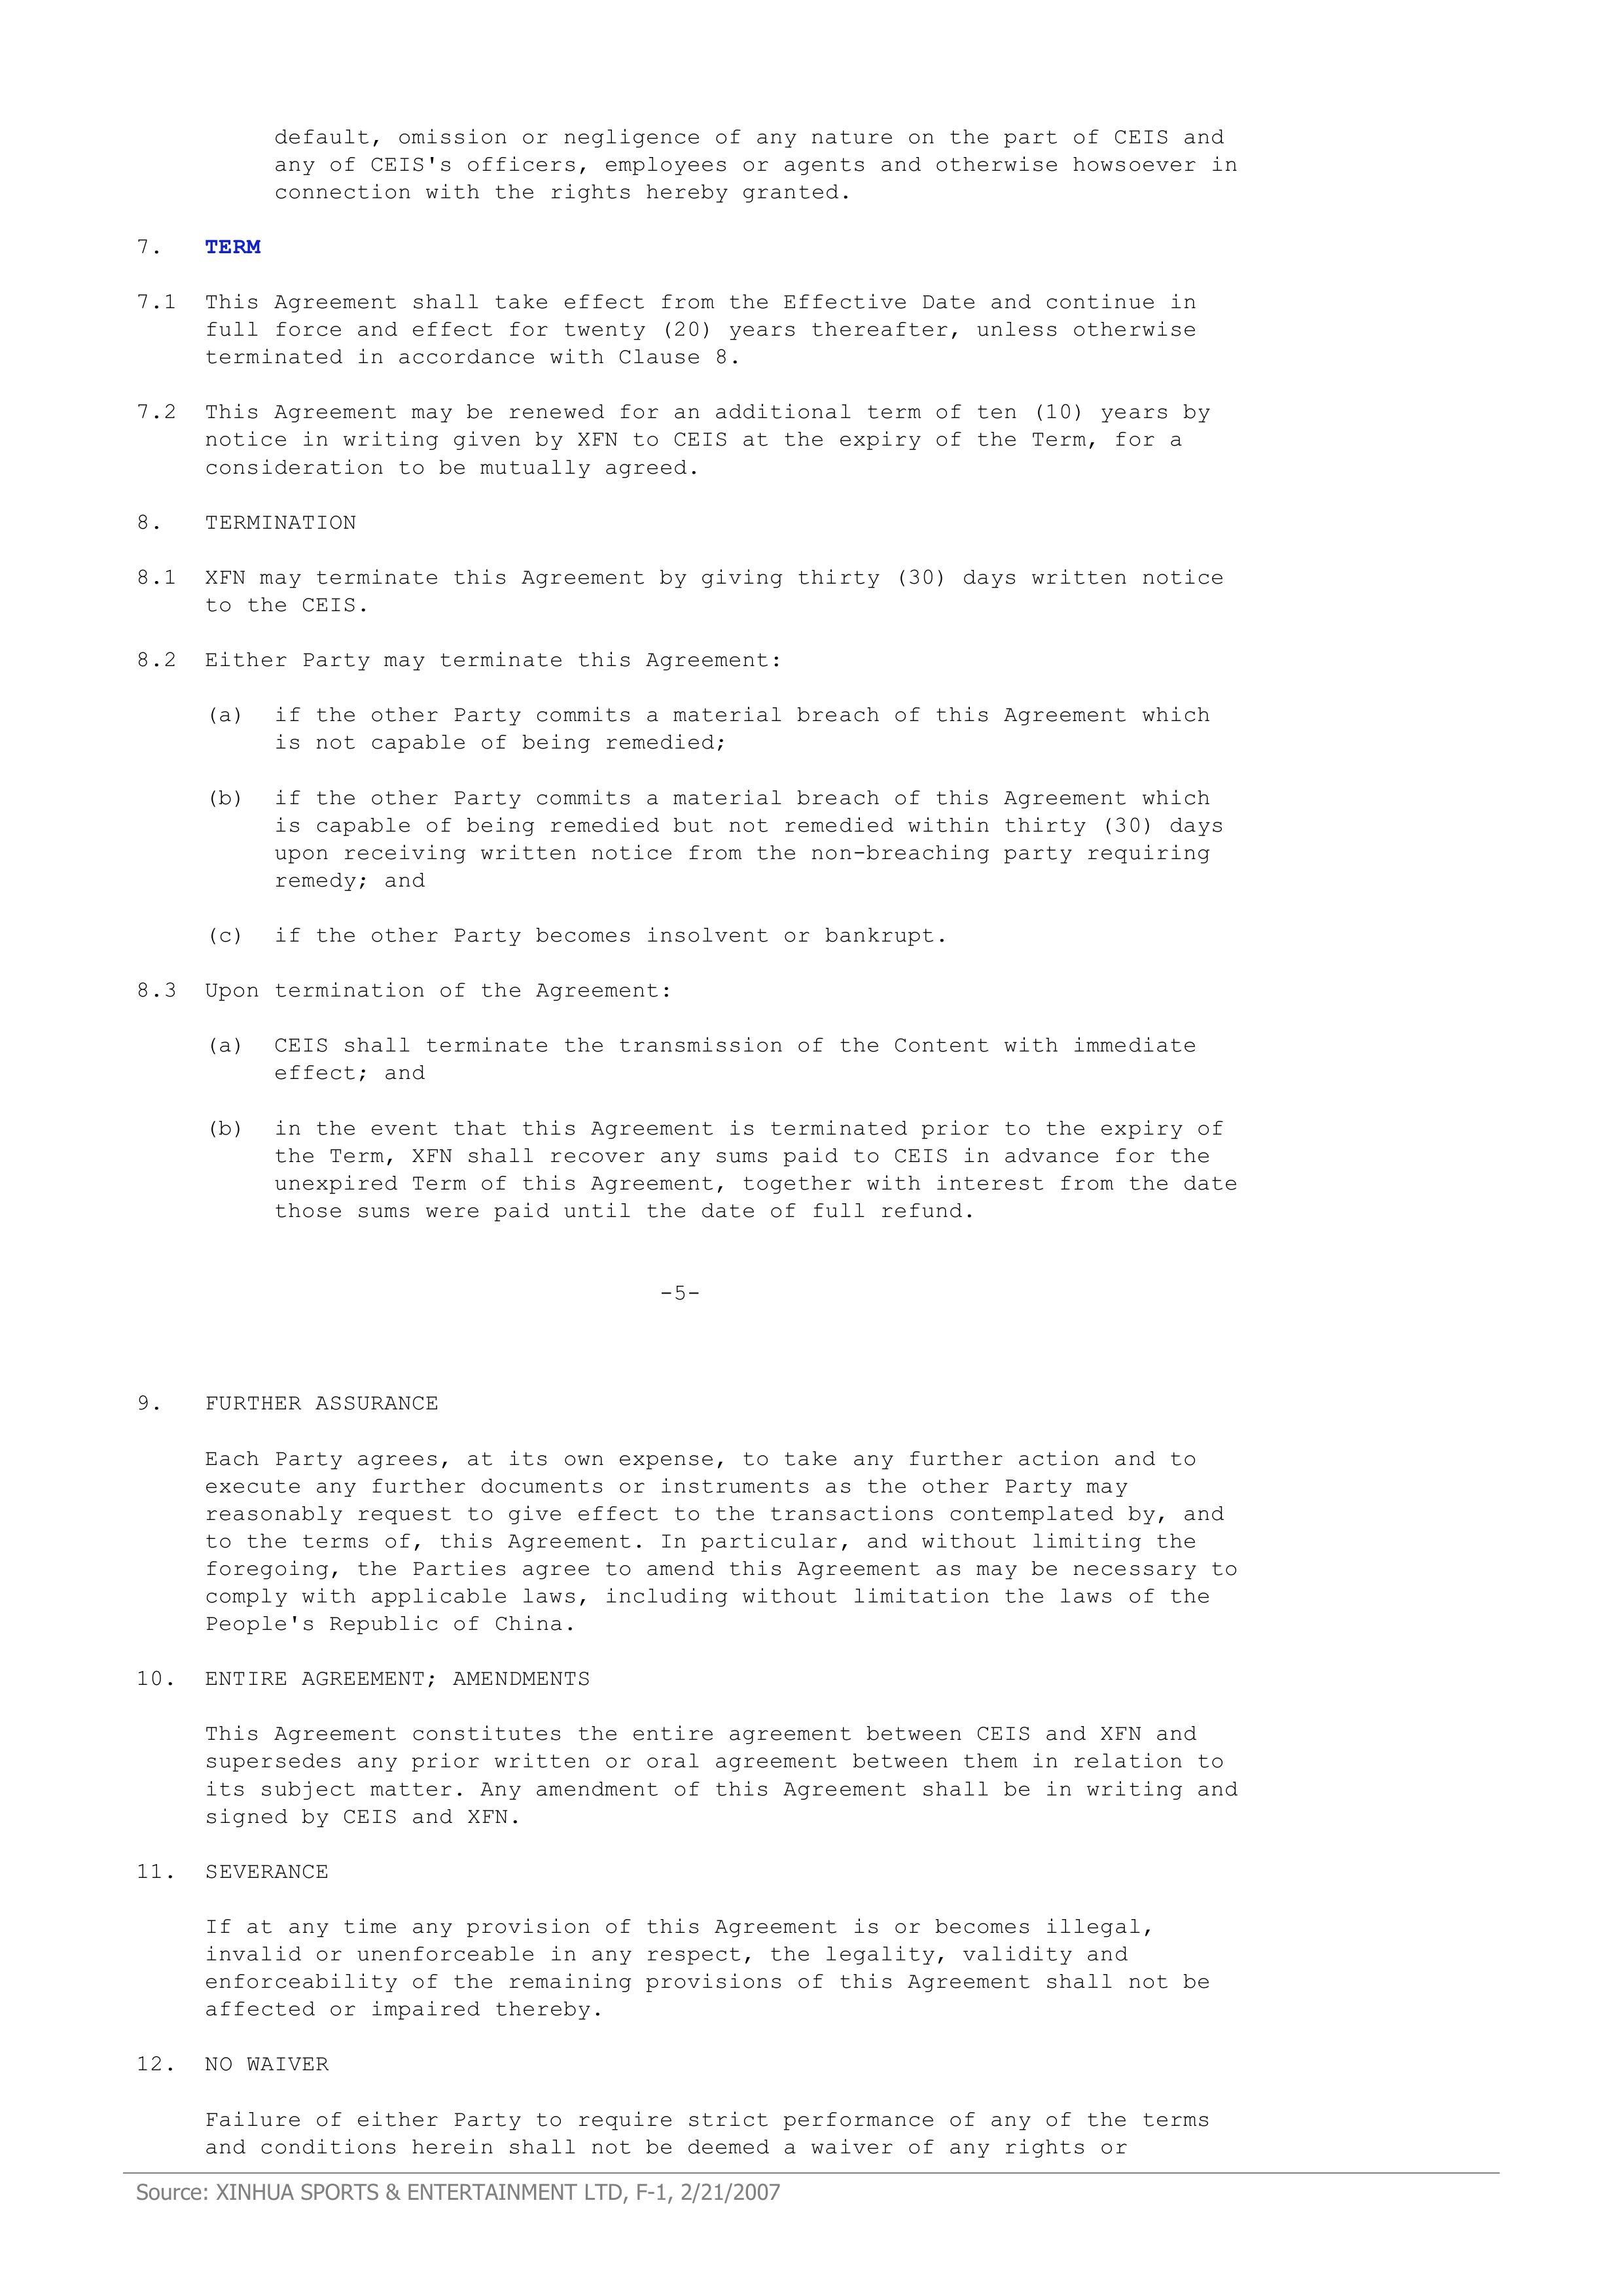 default, omission or negligence of any nature on the part of CEIS and
any of CEIS's officers, employees or agents and otherwise howsoever in
connection with the rights hereby granted.
7. TERM
7.1 This Agreement shall take effect from the Effective Date and continue in
full force and effect for twenty (20) years thereafter, unless otherwise
terminated in accordance with Clause 8.
7.2 This Agreement may be renewed for an additional term of ten (10) years by
notice in writing given by XFN to CEIS at the expiry of the Term, for a
consideration to be mutually agreed.
8. TERMINATION
8.1 XFN may terminate this Agreement by giving thirty (30) days written notice
to the CEIS.
8.2 Either Party may terminate this Agreement:
(a) if the other Party commits a material breach of this Agreement which
is not capable of being remedied;
(b) if the other Party commits a material breach of this Agreement which
is capable of being remedied but not remedied within thirty (30) days
upon receiving written notice from the non-breaching party requiring
remedy; and
(c) if the other Party becomes insolvent or bankrupt.
8.3 Upon termination of the Agreement:
(a) CEIS shall terminate the transmission of the Content with immediate
effect; and
(b) in the event that this Agreement is terminated prior to the expiry of
the Term, XFN shall recover any sums paid to CEIS in advance for the
unexpired Term of this Agreement, together with interest from the date
those sums were paid until the date of full refund.
-5-
9. FURTHER ASSURANCE
Each Party agrees, at its own expense, to take any further action and to
execute any further documents or instruments as the other Party may
reasonably request to give effect to the transactions contemplated by, and
to the terms of, this Agreement. In particular, and without limiting the
foregoing, the Parties agree to amend this Agreement as may be necessary to
comply with applicable laws, including without limitation the laws of the
People's Republic of China.
10. ENTIRE AGREEMENT; AMENDMENTS
This Agreement constitutes the entire agreement between CEIS and XFN and
supersedes any prior written or oral agreement between them in relation to
its subject matter. Any amendment of this Agreement shall be in writing and
signed by CEIS and XFN.
11. SEVERANCE
If at any time any provision of this Agreement is or becomes illegal,
invalid or unenforceable in any respect, the legality, validity and
enforceability of the remaining provisions of this Agreement shall not be
affected or impaired thereby.
12. NO WAIVER
Failure of either Party to require strict performance of any of the terms
and conditions herein shall not be deemed a waiver of any rights or
Source: XINHUA SPORTS & ENTERTAINMENT LTD, F-1, 2/21/2007